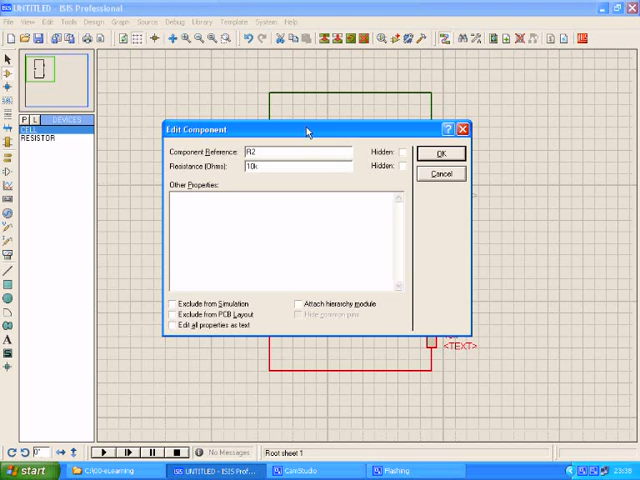 UNTITLED - ISIS Professional
File View Edit Tools Design Graph Source Debug Library Template System Help
P L DEVICES
CELL
RESISTOR
Edit Component
Component Reference: R2 Hidden:
Resistance (Ohms): 10k Hidden:
Other Properties:
OK
Cancel
Exclude from Simulation
Attach hierarchy module
Exclude from PCB Layout
Hide common pins
Edit all properties as text
<TEXT>
0°
No Messages
Root sheet 1
start
UNTITLED - ISIS Prof...
CamStudio
Flashing
23:38